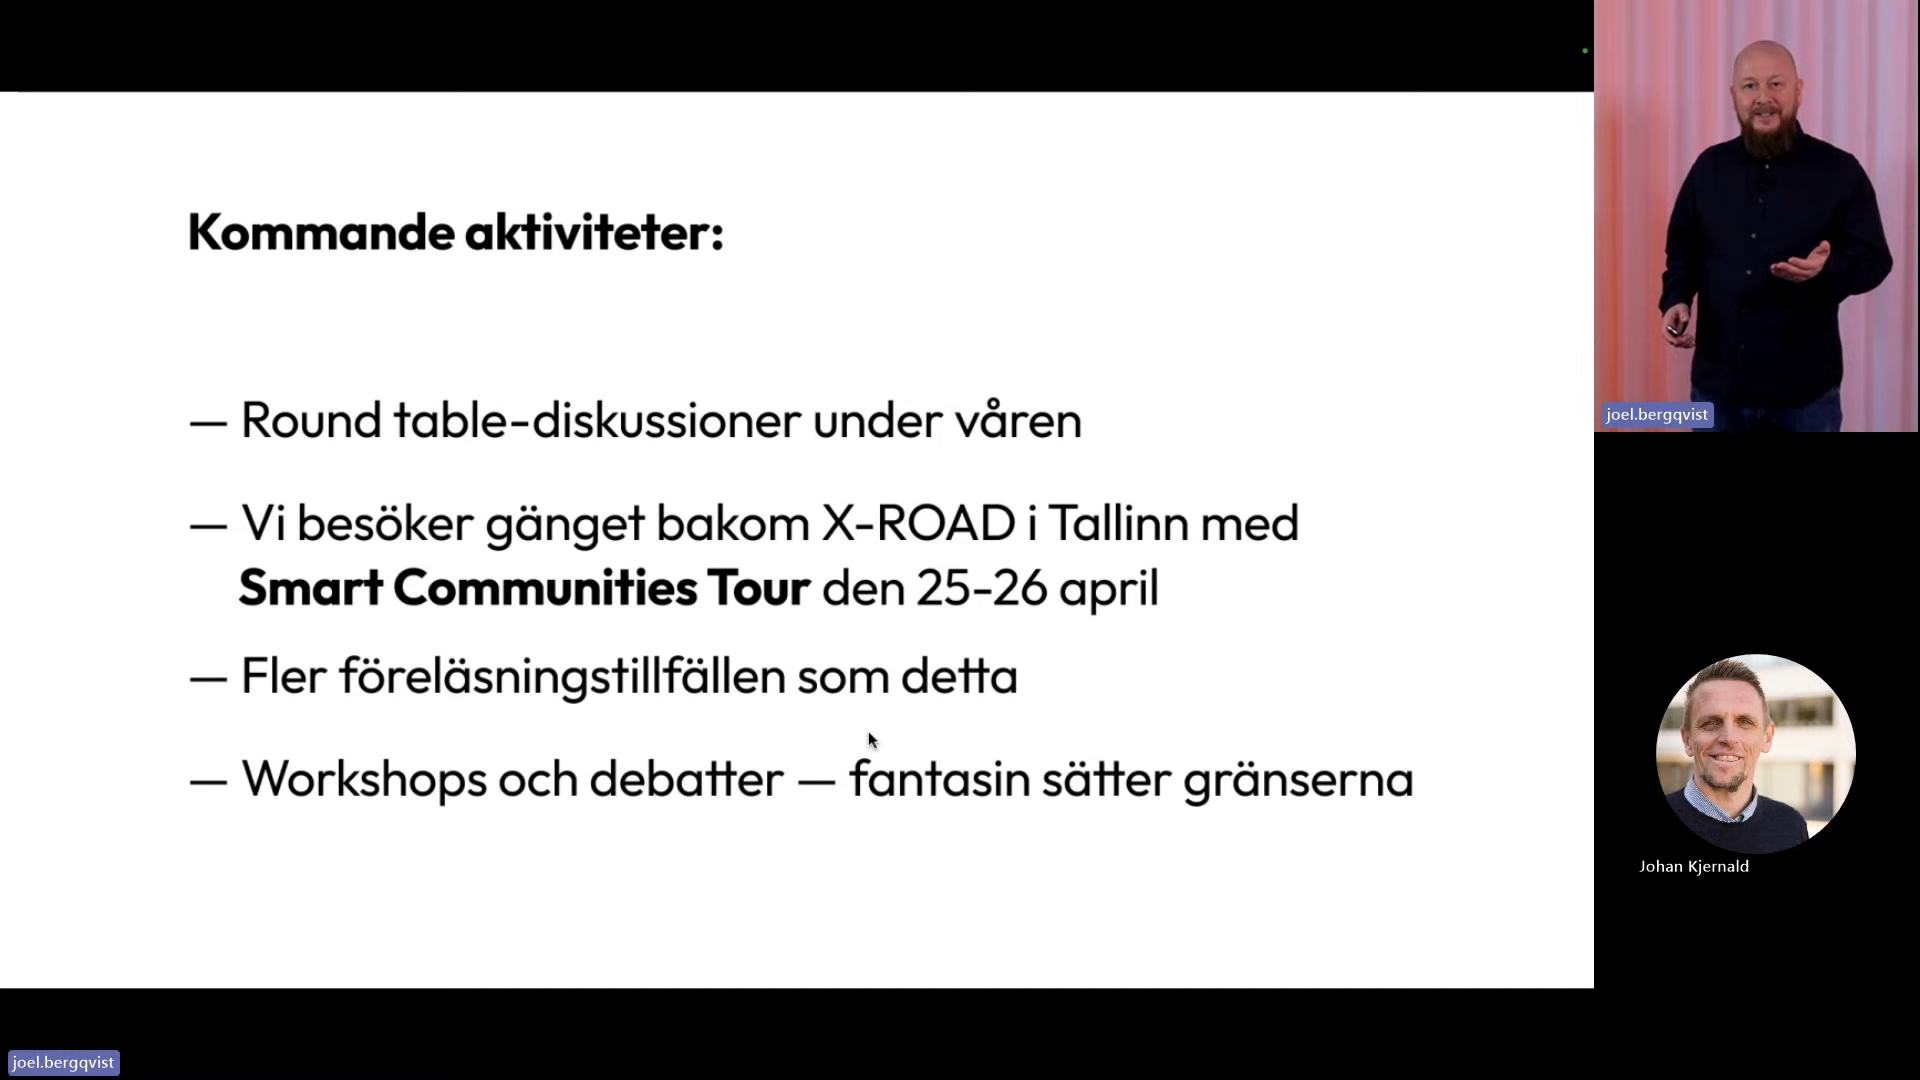 Kommande aktiviteter:
— Round table-diskussioner under våren
— Vi besöker gänget bakom X-ROAD i Tallinn med
Smart Communities Tour den 25-26 april
— Fler föreläsningstillfällen som detta
— Workshops och debatter — fantasin sätter gränserna
joel.bergqvist
Johan Kjernald
joel.bergqvist